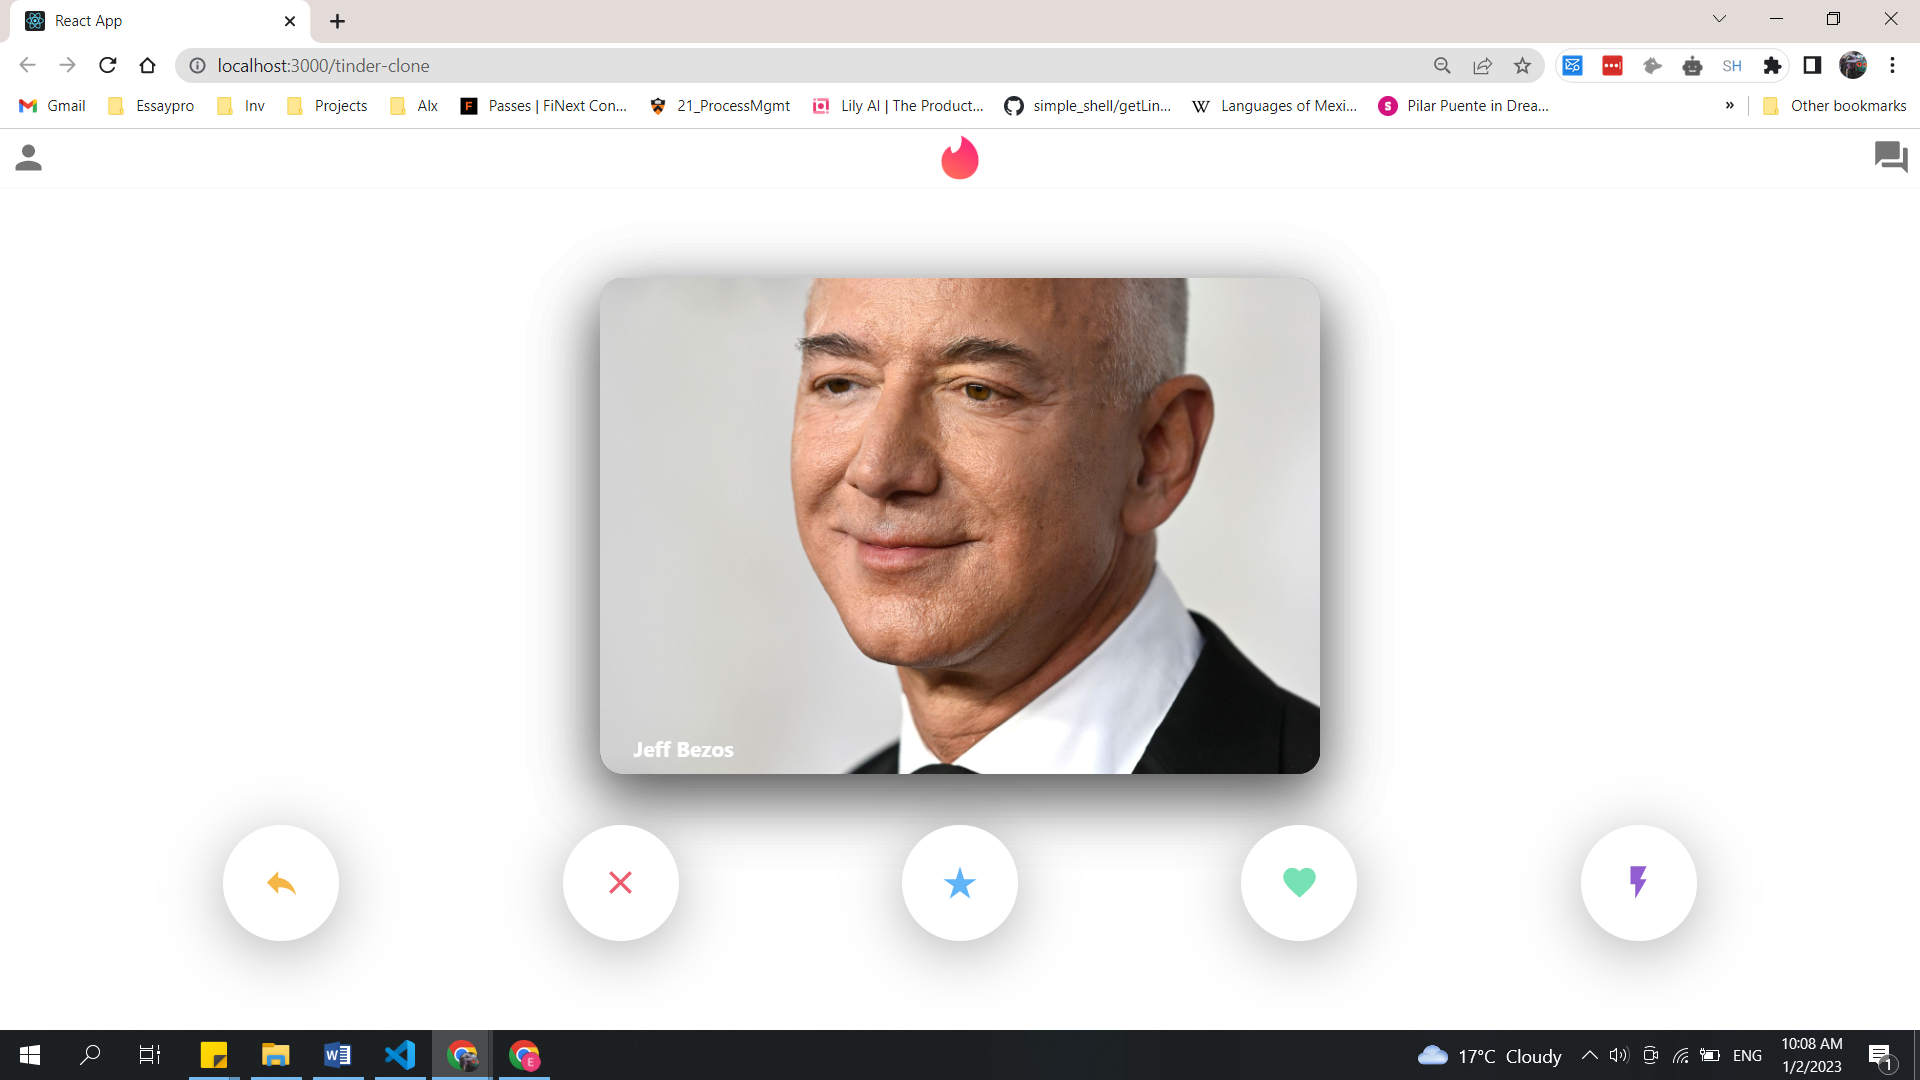 React App
localhost:3000/tinder-clone
SH
Gmail
Essaypro
Inv
Projects
Alx
F
Passes | FiNext Con...
21_ProcessMgmt
Lily AI | The Product...
simple_shell/getLin...
W
Languages of Mexi...
S
Pilar Puente in Drea...
»
Other bookmarks
Jeff Bezos
W
E
17°C Cloudy
ENG
10:08 AM
1/2/2023
1